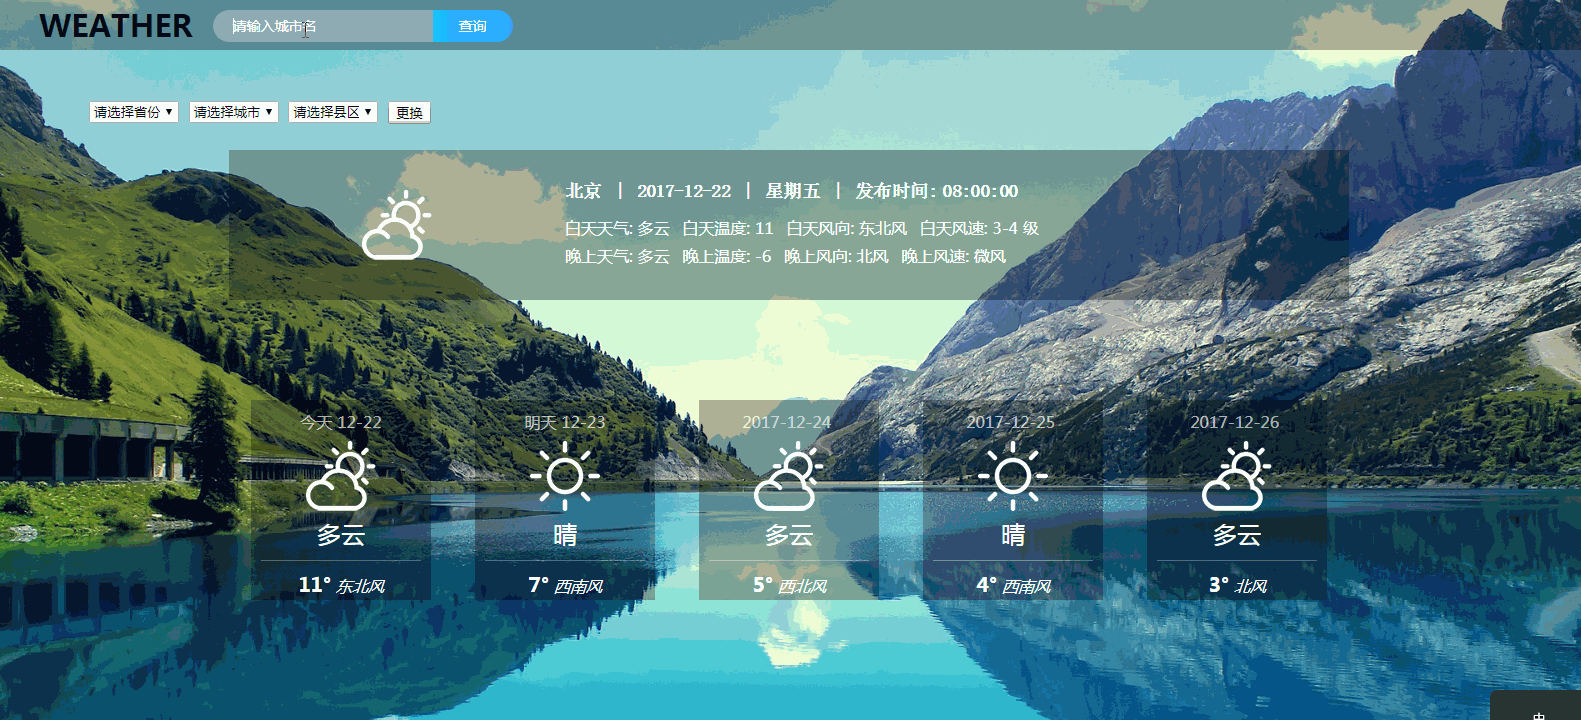 WEATHER 请输入城市名 查询
请选择省份 请选择城市 请选择县区 更换
北京 | 2017-12-22 | 星期五 | 发布时间: 08:00:00
白天天气: 多云 白天温度: 11 白天风向: 东北风 白天风速: 3-4 级
晚上天气: 多云 晚上温度: -6 晚上风向: 北风 晚上风速: 微风
今天 12-22 明天 12-23 2017-12-24 2017-12-25 2017-12-26
多云 晴 多云 晴 多云
11° 东北风 7° 西南风 5° 西北风 4° 西南风 3° 北风